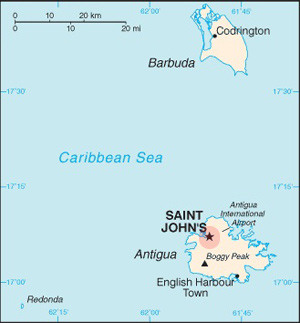 62 00
61 45
0 10 20 km
0 10 20 mi
Codrington
Barbuda
17 30
17 30
Caribbean Sea
17 15
17 15
SAINT
JOHN'S
Antigua
International
Airport
Antigua
Boggy Peak
English Harbour
Town
17 00
17 00
Redonda
62 15
62 00
61 45